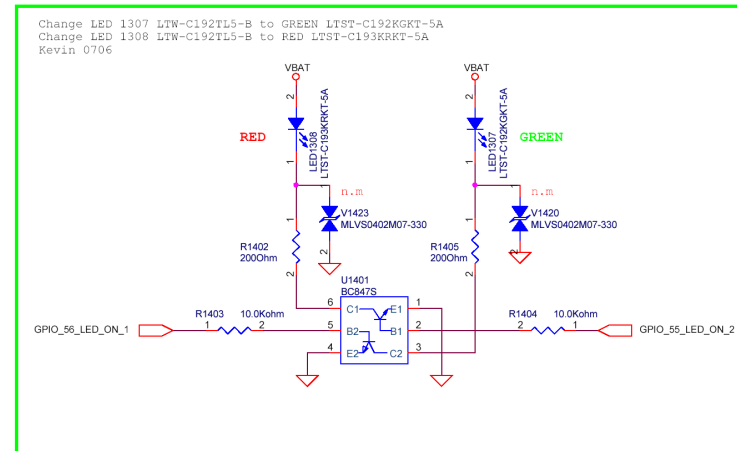 Change LED 1307 LTW-C192TL5-B to GREEN LTST-C192KGKT-5A
Change LED 1308 LTW-C192TL5-B to RED LTST-C193KRKT-5A
Kevin 0706
VBAT
VBAT
2
2
RED
LED1308
LTST-C193KRKT-5A
LED1307
LTST-C192KGKT-5A
GREEN
1
1
1
n.m
1
n.m
V1423
MLVS0402M07-330
V1420
MLVS0402M07-330
1
1
R1402
200Ohm
R1405
200Ohm
2
2
2
2
U1401
BC847S
6
C1
E1
1
R1403
10.0Kohm
R1404
10.0Kohm
GPIO_56_LED_ON_1
1
2
5
B2
B1
2
2
1
GPIO_55_LED_ON_2
4
E2
C2
3